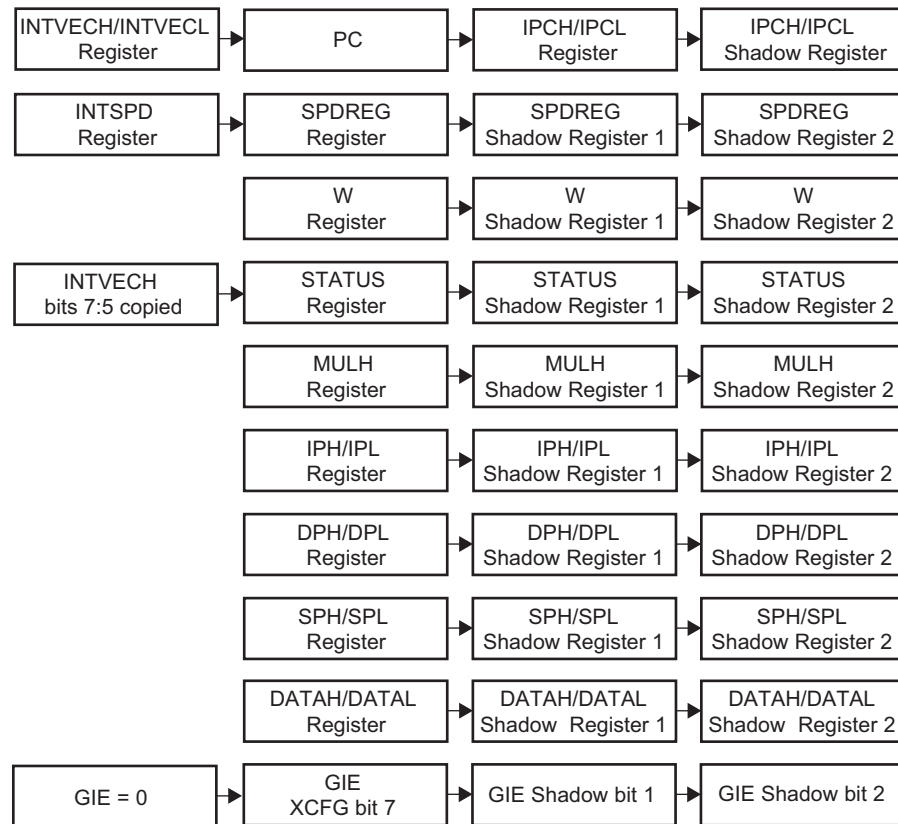 INTVECH/INTVECL
Register
PC
IPCH/IPCL
Register
IPCH/IPCL
Shadow Register
INTSPD
Register
SPDREG
Register
SPDREG
Shadow Register 1
SPDREG
Shadow Register 2
W
Register
W
Shadow Register 1
W
Shadow Register 2
INTVECH
bits 7:5 copied
STATUS
Register
STATUS
Shadow Register 1
STATUS
Shadow Register 2
MULH
Register
MULH
Shadow Register 1
MULH
Shadow Register 2
IPH/IPL
Register
IPH/IPL
Shadow Register 1
IPH/IPL
Shadow Register 2
DPH/DPL
Register
DPH/DPL
Shadow Register 1
DPH/DPL
Shadow Register 2
SPH/SPL
Register
SPH/SPL
Shadow Register 1
SPH/SPL
Shadow Register 2
DATAH/DATAL
Register
DATAH/DATAL
Shadow Register 1
DATAH/DATAL
Shadow Register 2
GIE = 0
GIE
XCFG bit 7
GIE Shadow bit 1
GIE Shadow bit 2